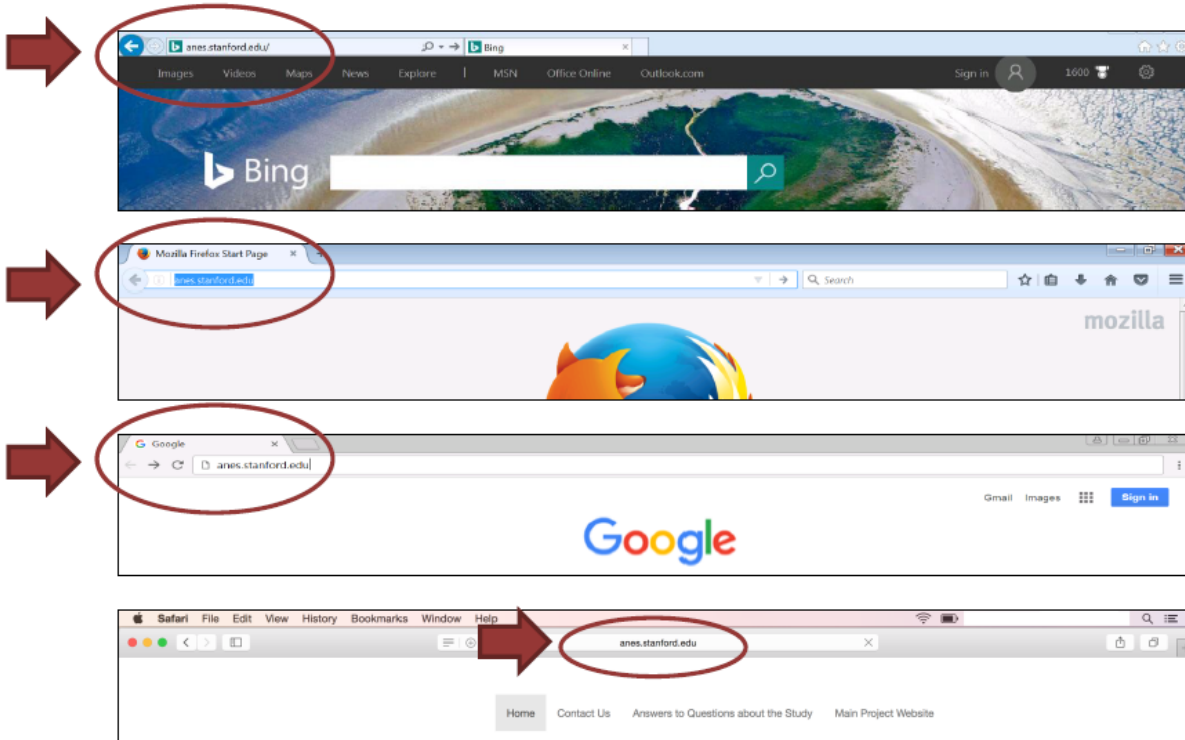 anes.stanford.edu/ Bing
Images Videos Maps News Explore | MSN Office Online Outlook.com Sign in 1600
Bing
Mozilla Firefox Start Page
anes.stanford.edu Search
mozilla
G Google
anes.stanford.edu
Gmail Images Sign in
Google
Safari File Edit View History Bookmarks Window Help
anes.stanford.edu
Home Contact Us Answers to Questions about the Study Main Project Website